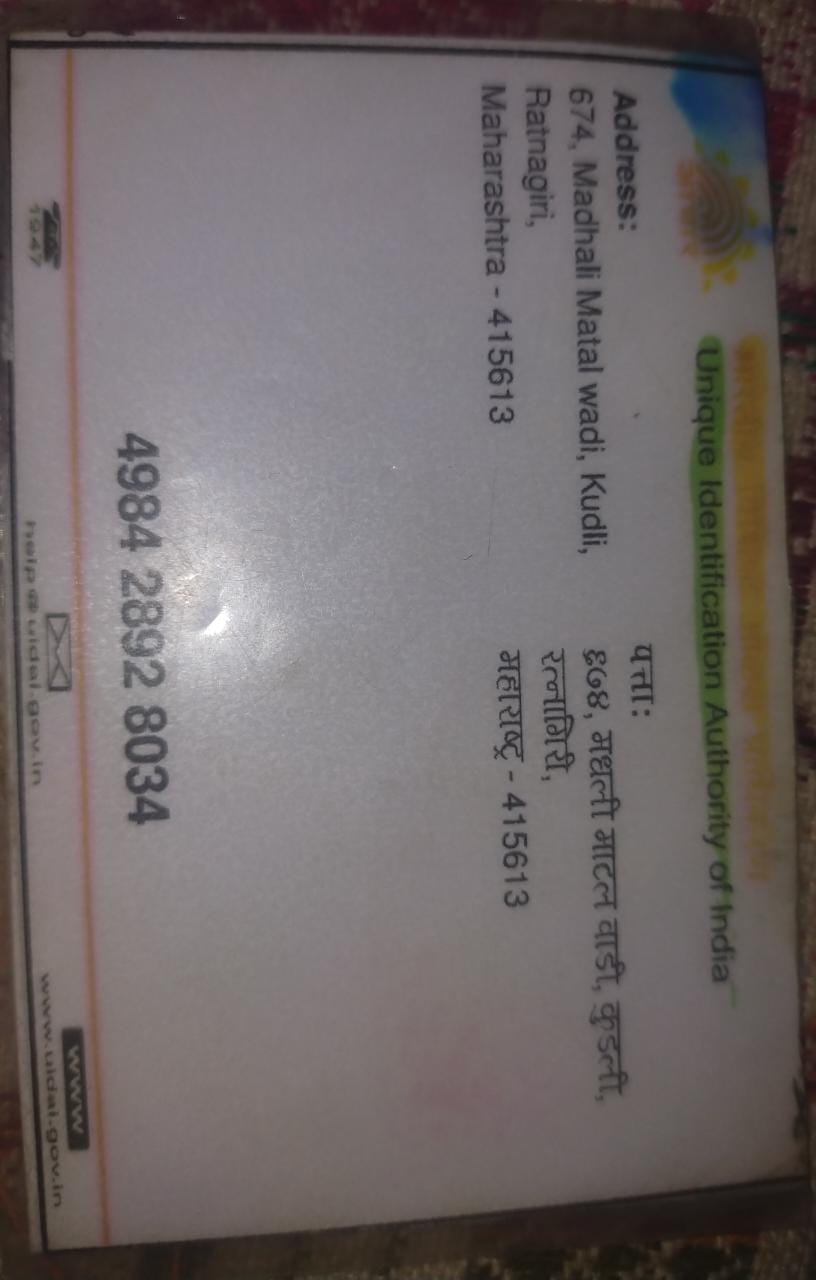 Unique Identification Authority of India
Address:
674, Madhali Matal wadi, Kudli,
Ratnagiri,
Maharashtra - 415613
पत्ता:
६७४, मधली माटल वाडी, कुडली,
रत्नागिरी,
महाराष्ट्र - 415613
4984 2892 8034
1947
help@uidai.gov.in
www
www.uidai.gov.in